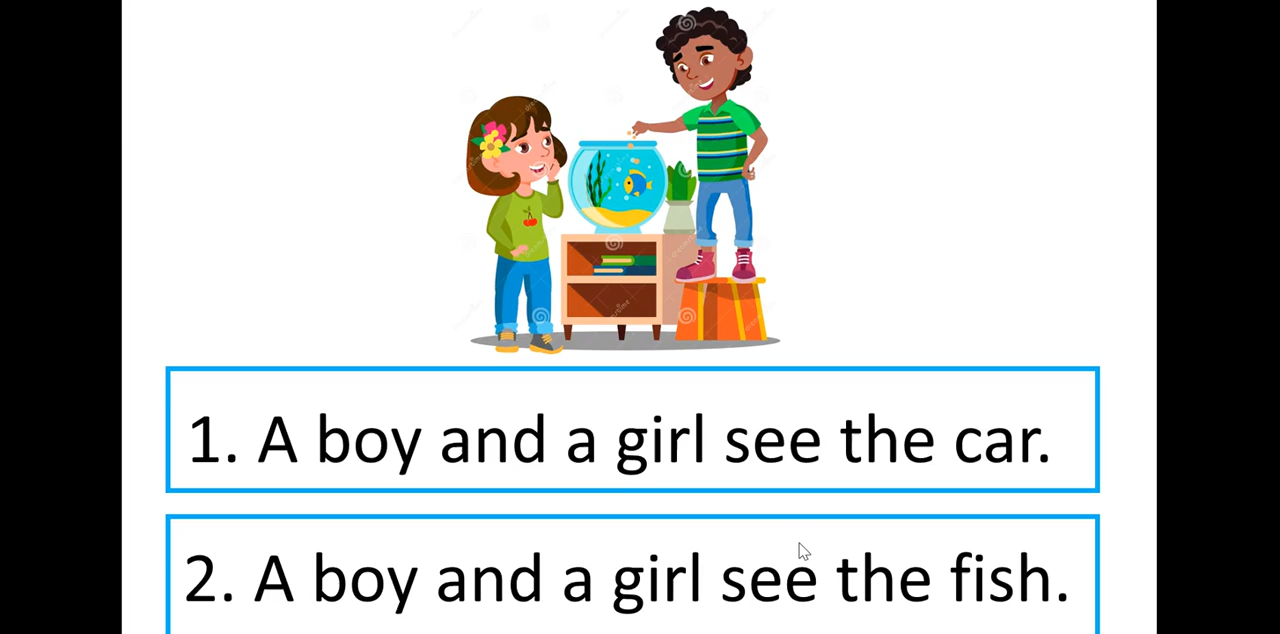 1. A boy and a girl see the car.
2. A boy and a girl see the fish.